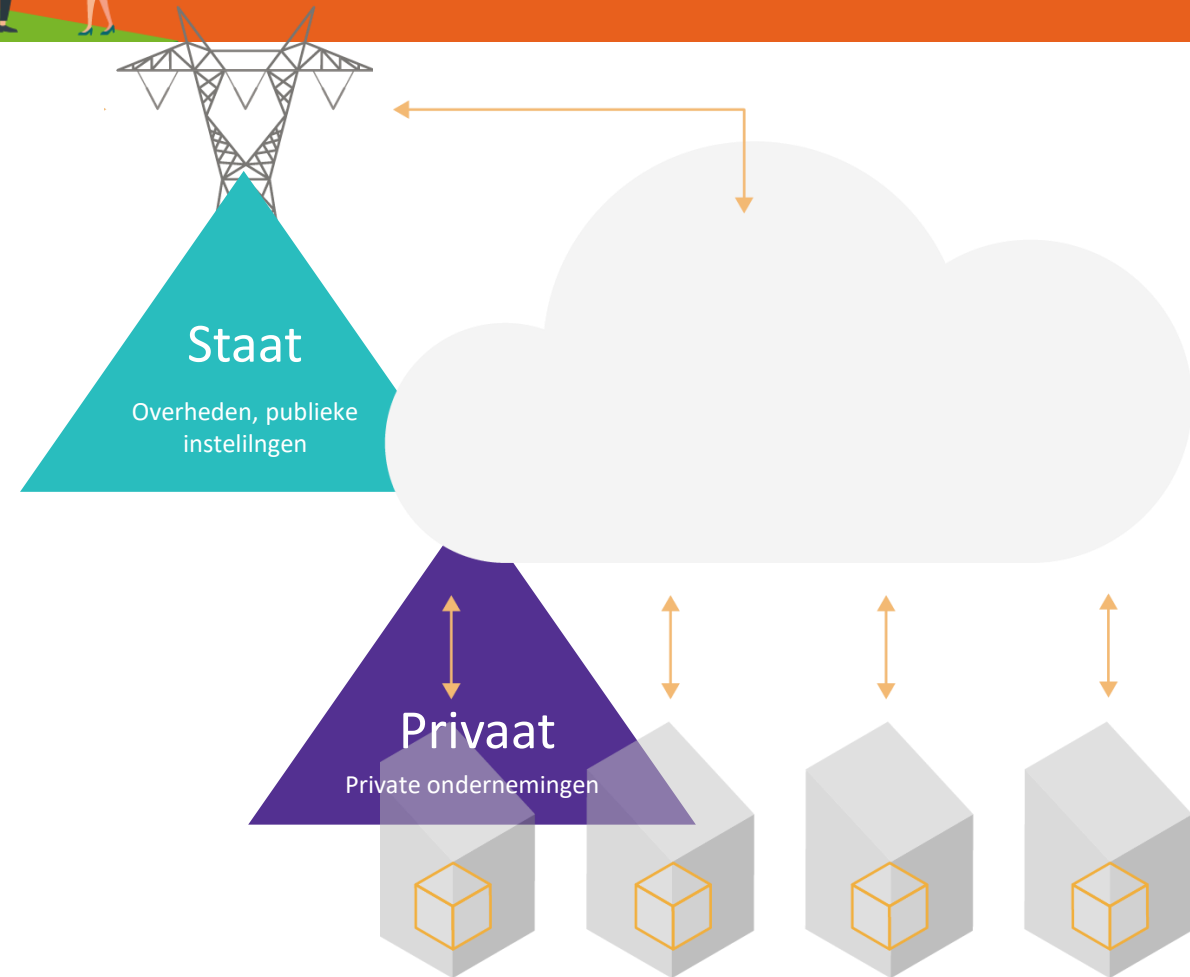 Staat
Overheden, publieke
instelilngen
Privaat
Private ondernemingen